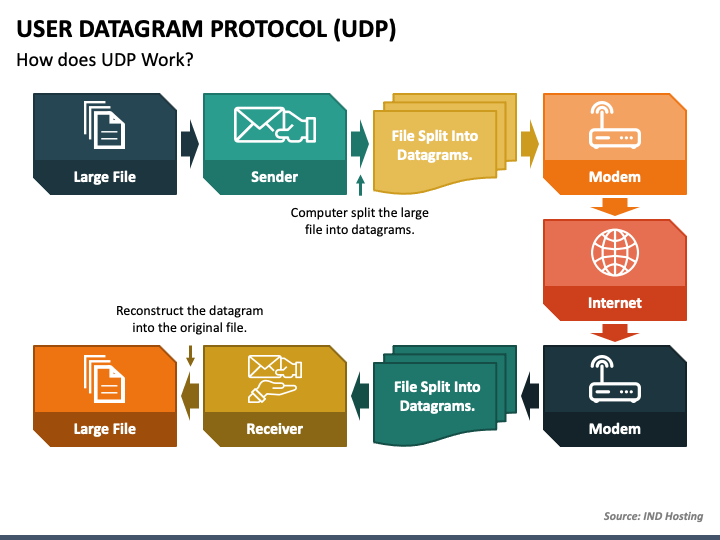 USER DATAGRAM PROTOCOL (UDP)
How does UDP Work?
Large File
Sender
File Split Into
Datagrams.
Modem
Computer split the large
file into datagrams.
Internet
Reconstruct the datagram
into the original file.
Large File
Receiver
File Split Into
Datagrams.
Modem
Source: IND Hosting